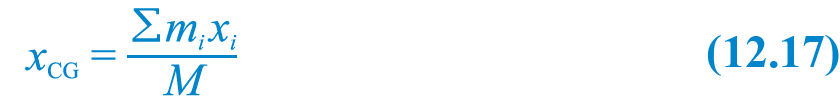 x_CG = Σm_i x_i / M (12.17)